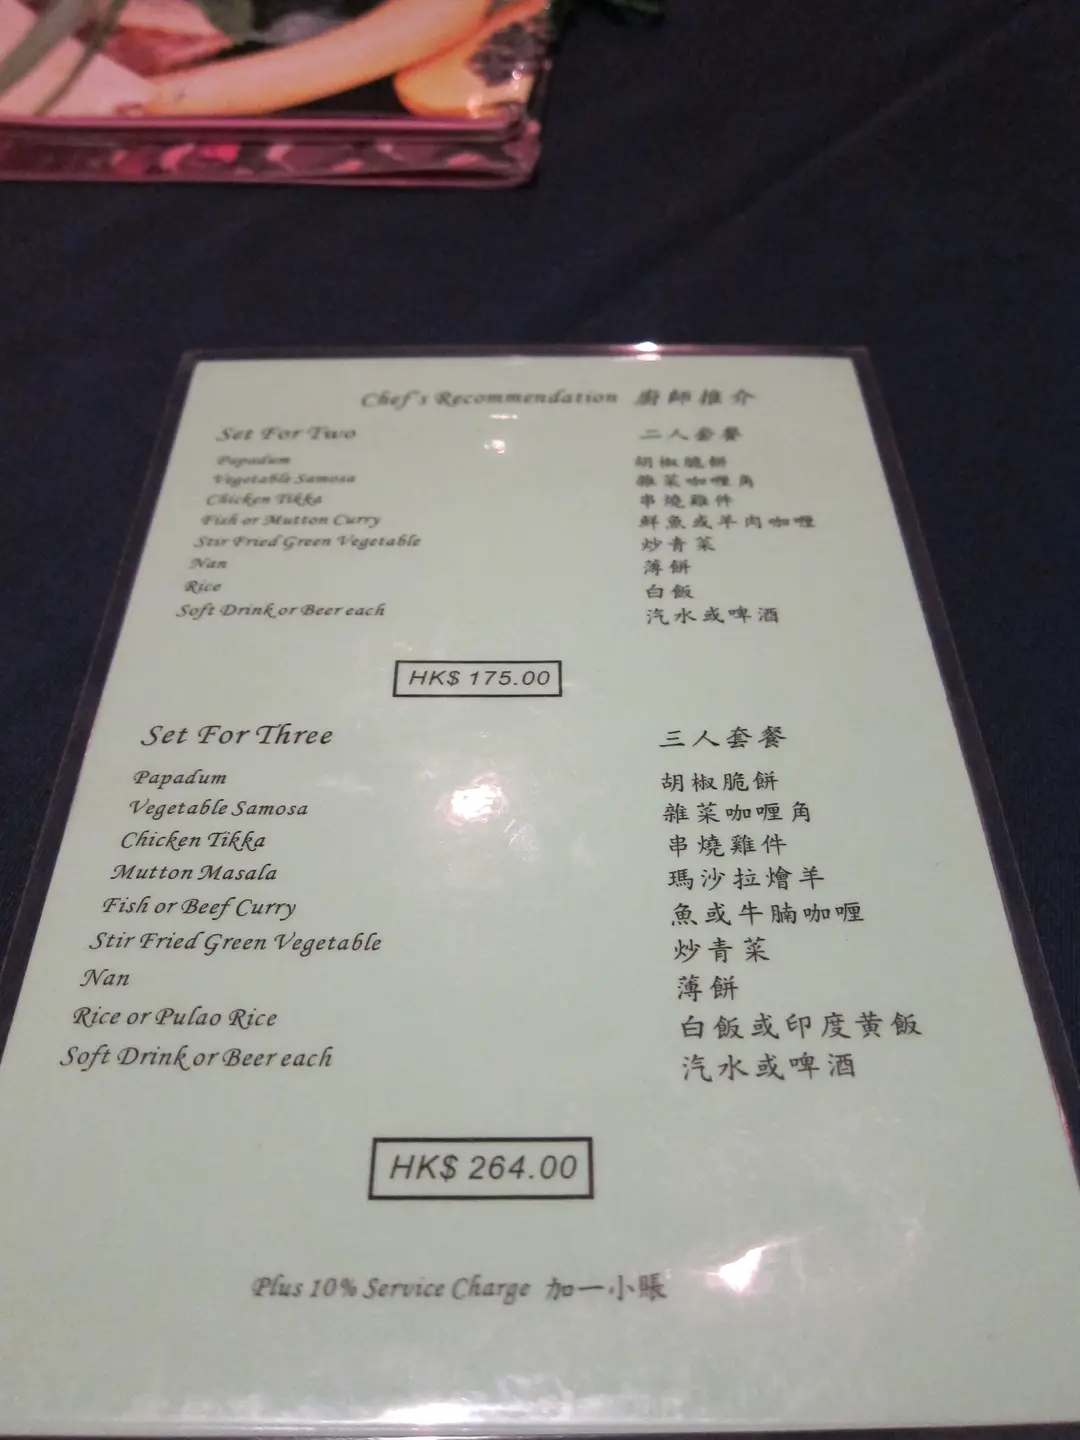 Chef's Recommendation 廚師推介
Set For Two 二人套餐
Papadum 胡椒脆餅
Vegetable Samosa 雜菜咖喱角
Chicken Tikka 串燒雞件
Fish or Mutton Curry 鮮魚或羊肉咖喱
Stir Fried Green Vegetable 炒青菜
Nan 薄餅
Rice 白飯
Soft Drink or Beer each 汽水或啤酒
HK$ 175.00
Set For Three 三人套餐
Papadum 胡椒脆餅
Vegetable Samosa 雜菜咖喱角
Chicken Tikka 串燒雞件
Mutton Masala 瑪沙拉燴羊
Fish or Beef Curry 魚或牛腩咖喱
Stir Fried Green Vegetable 炒青菜
Nan 薄餅
Rice or Pulao Rice 白飯或印度黄飯
Soft Drink or Beer each 汽水或啤酒
HK$ 264.00
Plus 10% Service Charge 加一小賬